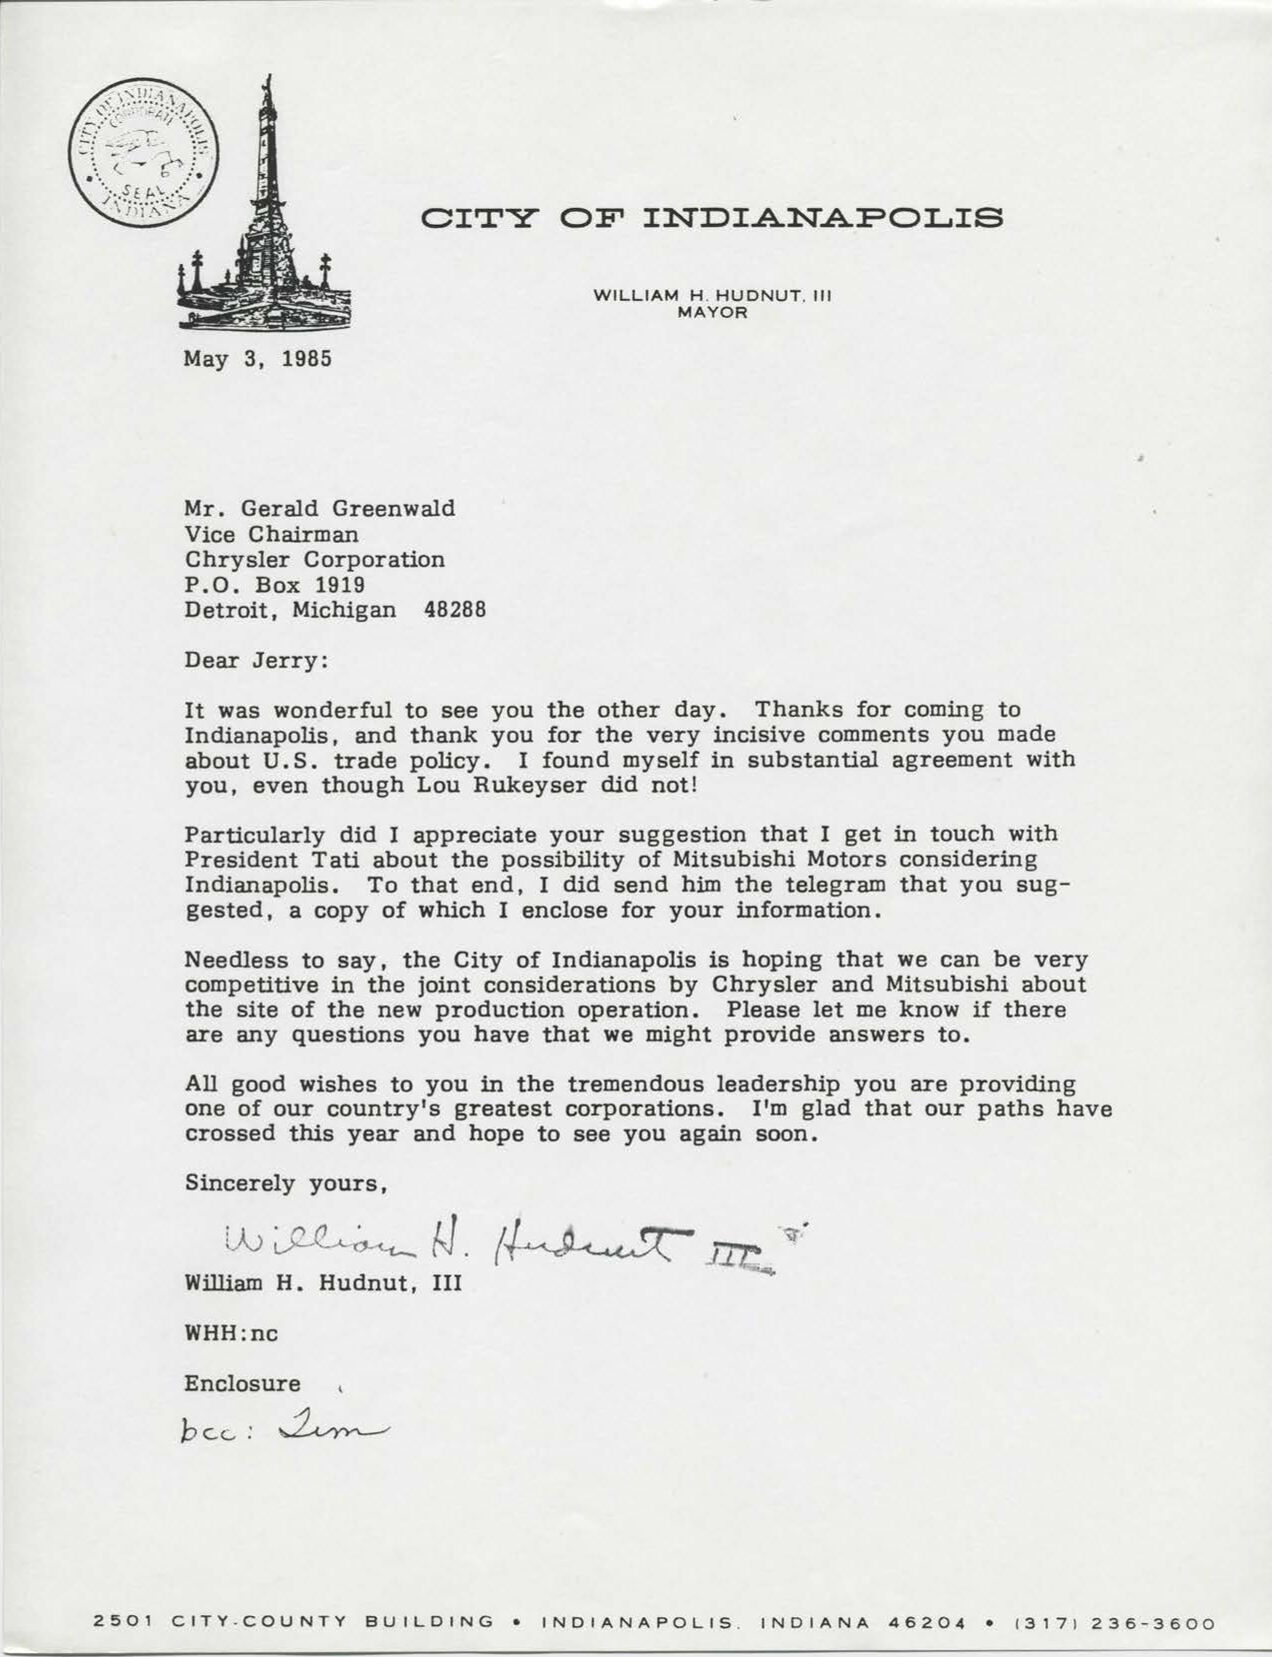 CITY OF INDIANAPOLIS
CORPORATE
SEAL
INDIANA
CITY OF INDIANAPOLIS
WILLIAM H. HUDNUT, III
MAYOR
May 3, 1985
Mr. Gerald Greenwald
Vice Chairman
Chrysler Corporation
P.O. Box 1919
Detroit, Michigan 48288
Dear Jerry:
It was wonderful to see you the other day. Thanks for coming to
Indianapolis, and thank you for the very incisive comments you made
about U.S. trade policy. I found myself in substantial agreement with
you, even though Lou Rukeyser did not!
Particularly did I appreciate your suggestion that I get in touch with
President Tati about the possibility of Mitsubishi Motors considering
Indianapolis. To that end, I did send him the telegram that you sug-
gested, a copy of which I enclose for your information.
Needless to say, the City of Indianapolis is hoping that we can be very
competitive in the joint considerations by Chrysler and Mitsubishi about
the site of the new production operation. Please let me know if there
are any questions you have that we might provide answers to.
All good wishes to you in the tremendous leadership you are providing
one of our country's greatest corporations. I'm glad that our paths have
crossed this year and hope to see you again soon.
Sincerely yours,
William H. Hudnut III
William H. Hudnut, III
WHH:nc
Enclosure
bcc: Jim
2501 CITY-COUNTY BUILDING • INDIANAPOLIS, INDIANA 46204 • (317) 236-3600